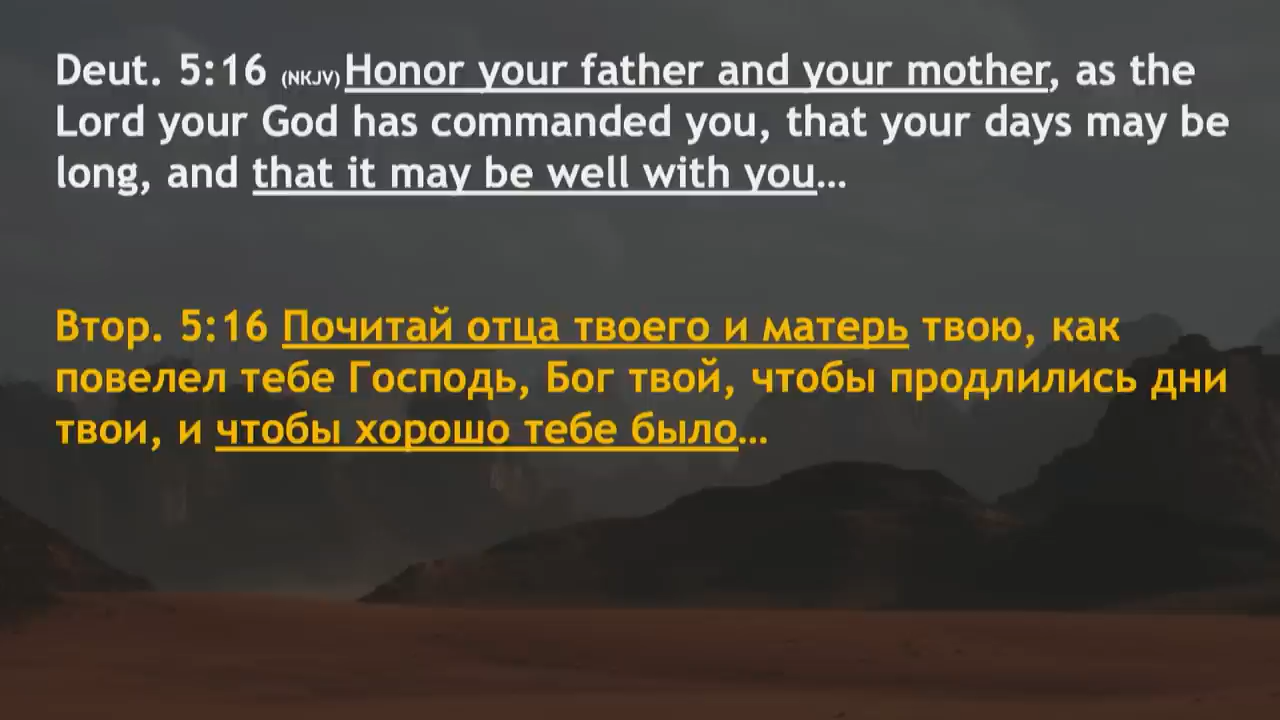 Deut. 5:16 (NKJV) Honor your father and your mother, as the
Lord your God has commanded you, that your days may be
long, and that it may be well with you…
Втор. 5:16 Почитай отца твоего и матерь твою, как
повелел тебе Господь, Бог твой, чтобы продлились дни
твои, и чтобы хорошо тебе было…